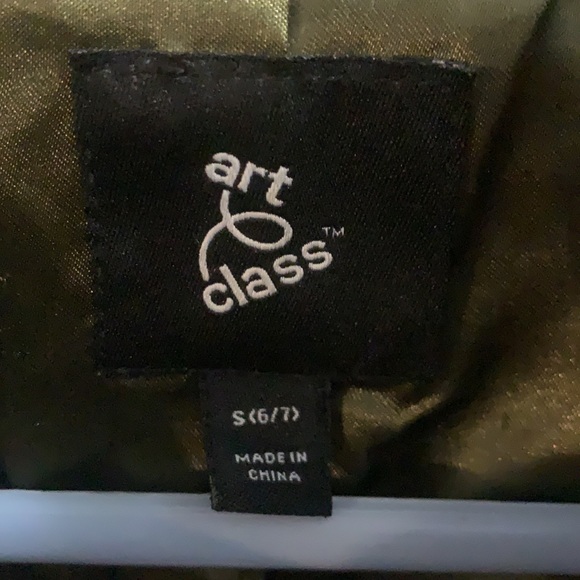 art
class™
S(6/7)
MADE IN
CHINA